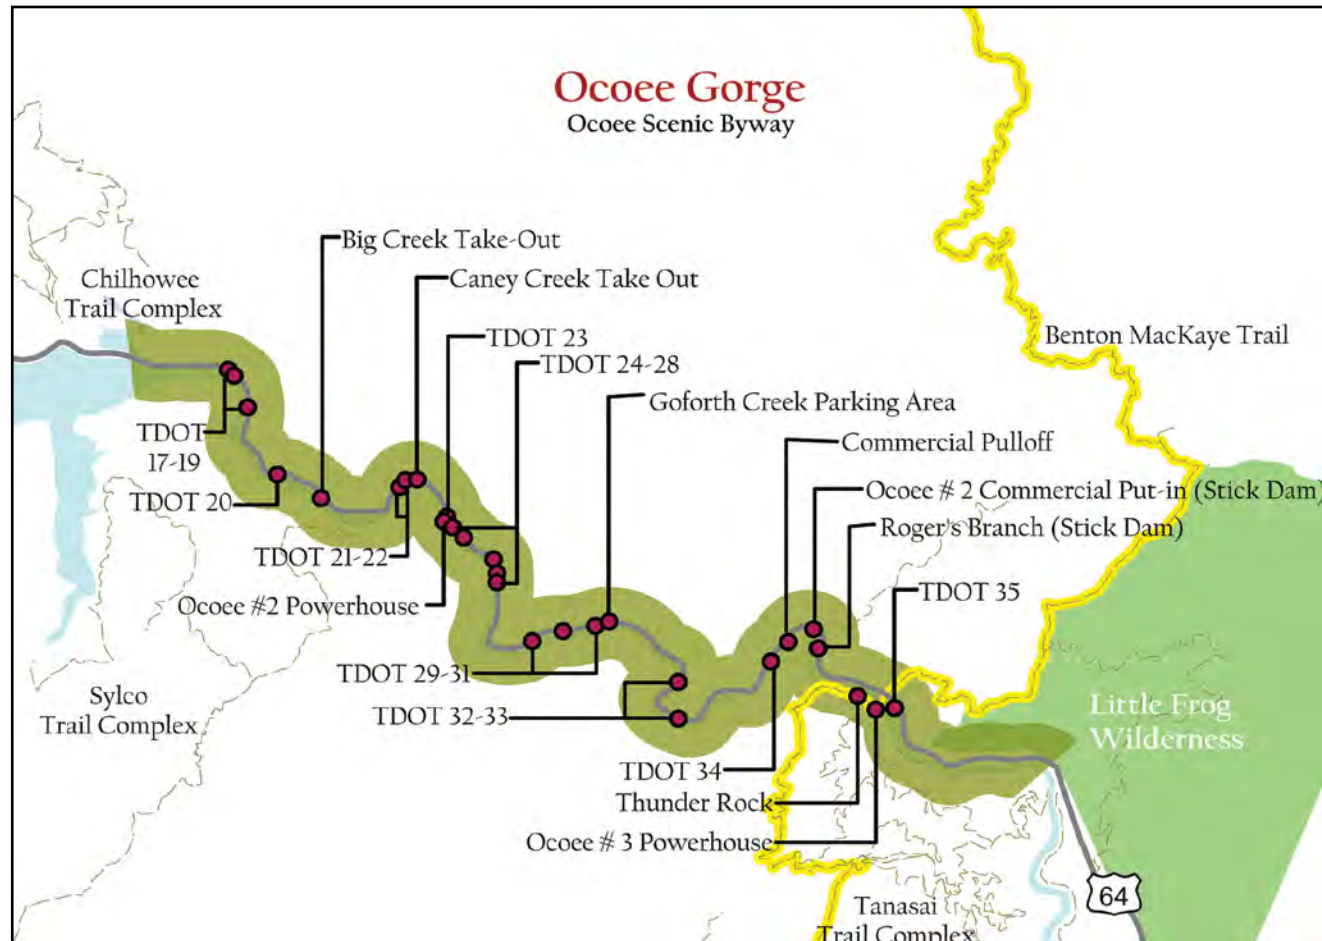 Ocoee Gorge
Ocoee Scenic Byway
Big Creek Take-Out
Chilhowee
Trail Complex
Caney Creek Take Out
TDOT 23
Benton MacKaye Trail
TDOT 24-28
Goforth Creek Parking Area
TDOT
17-19
Commercial Pulloff
TDOT 20
Ocoee # 2 Commercial Put-in (Stick Dam)
Roger's Branch (Stick Dam)
TDOT 21-22
TDOT 35
Ocoee #2 Powerhouse
TDOT 29-31
Sylco
Trail Complex
TDOT 32-33
Little Frog
Wilderness
TDOT 34
Thunder Rock
Ocoee # 3 Powerhouse
64
Tanasai
Trail Complex